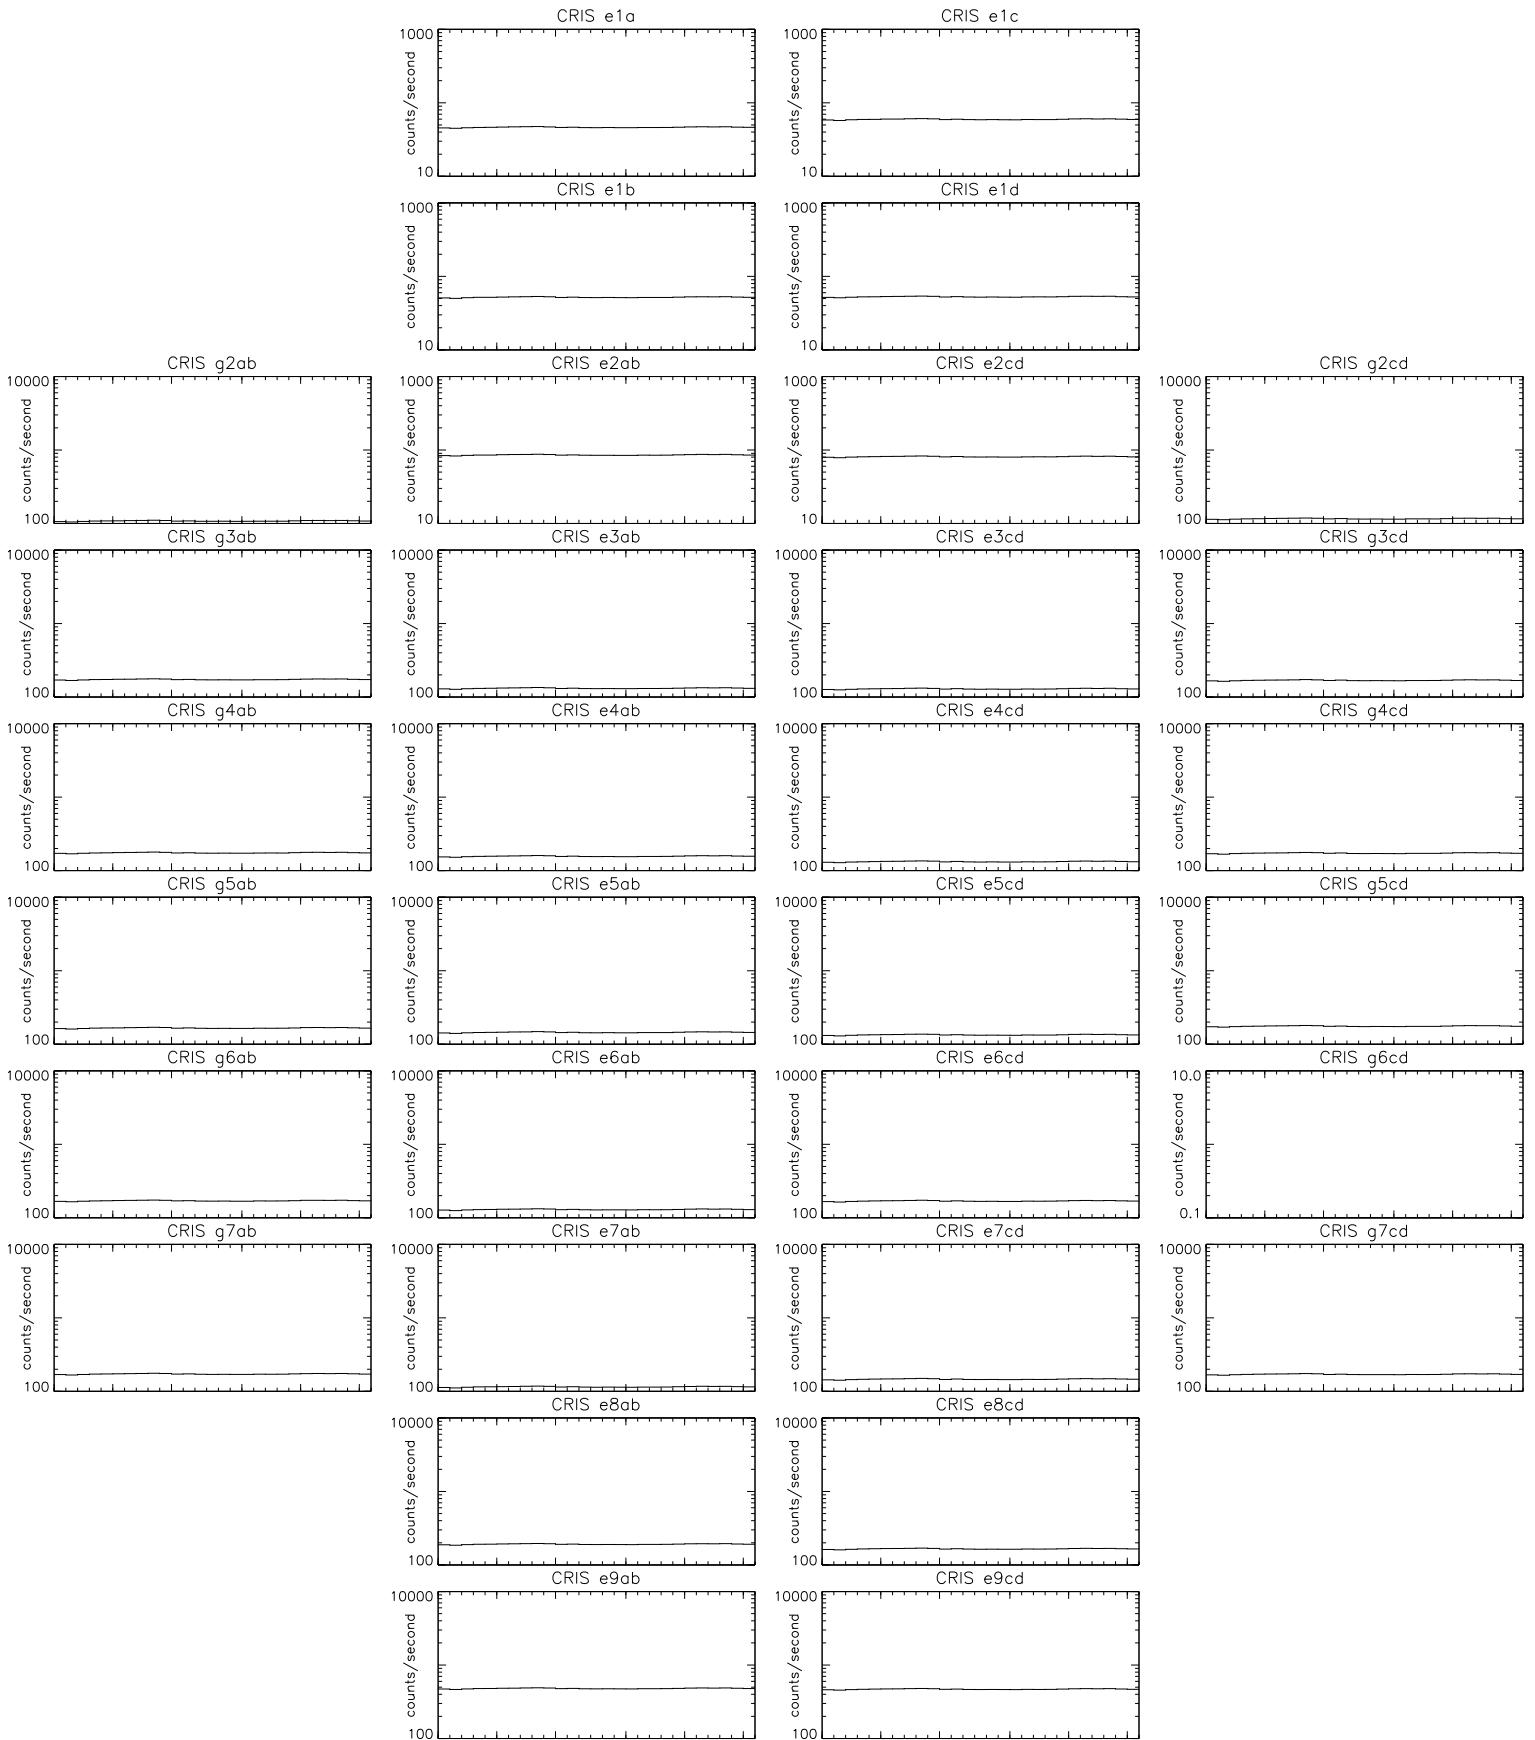 CRIS e1a
1000
counts/second
10
CRIS e1c
1000
counts/second
10
CRIS e1b
1000
counts/second
10
CRIS e1d
1000
counts/second
10
CRIS g2ab
10000
counts/second
100
CRIS e2ab
1000
counts/second
10
CRIS e2cd
1000
counts/second
10
CRIS g2cd
10000
counts/second
100
CRIS g3ab
10000
counts/second
100
CRIS e3ab
10000
counts/second
100
CRIS e3cd
10000
counts/second
100
CRIS g3cd
10000
counts/second
100
CRIS g4ab
10000
counts/second
100
CRIS e4ab
10000
counts/second
100
CRIS e4cd
10000
counts/second
100
CRIS g4cd
10000
counts/second
100
CRIS g5ab
10000
counts/second
100
CRIS e5ab
10000
counts/second
100
CRIS e5cd
10000
counts/second
100
CRIS g5cd
10000
counts/second
100
CRIS g6ab
10000
counts/second
100
CRIS e6ab
10000
counts/second
100
CRIS e6cd
10000
counts/second
100
CRIS g6cd
10.0
counts/second
0.1
CRIS g7ab
10000
counts/second
100
CRIS e7ab
10000
counts/second
100
CRIS e7cd
10000
counts/second
100
CRIS g7cd
10000
counts/second
100
CRIS e8ab
10000
counts/second
100
CRIS e8cd
10000
counts/second
100
CRIS e9ab
10000
counts/second
100
CRIS e9cd
10000
counts/second
100